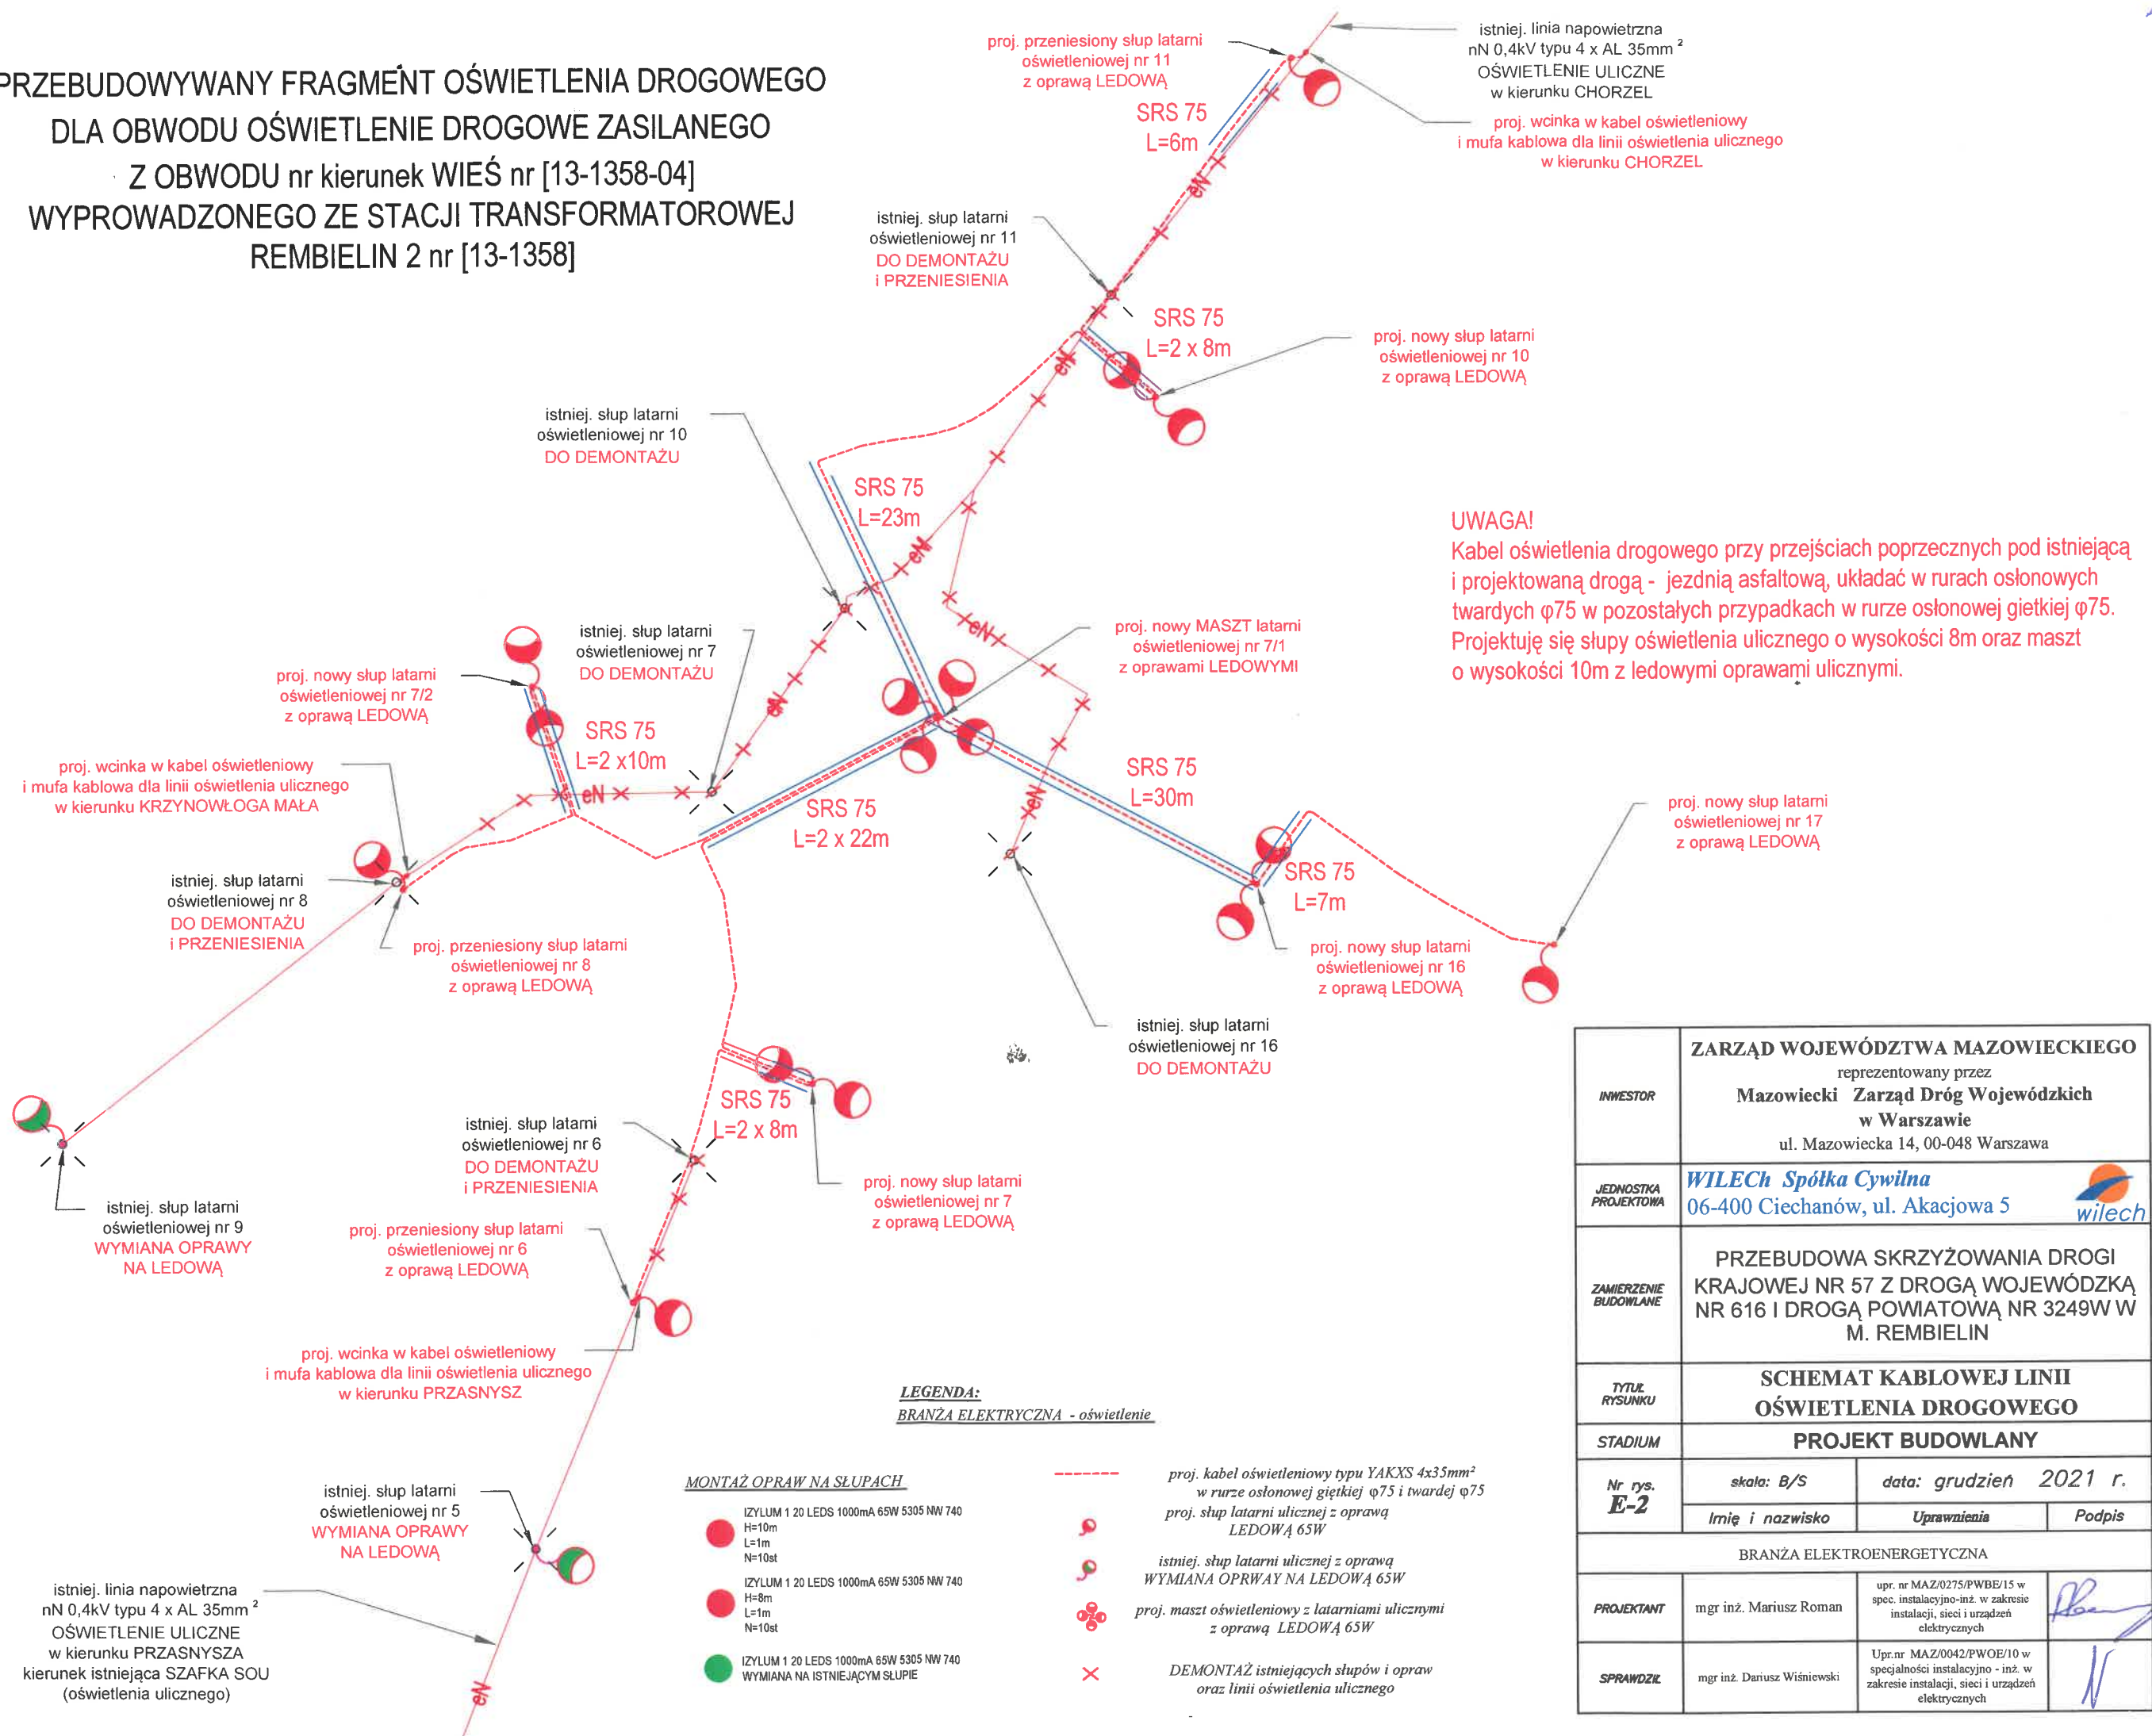 PRZEBUDOWYWANY FRAGMENT OŚWIETLENIA DROGOWEGO
DLA OBWODU OŚWIETLENIE DROGOWE ZASILANEGO
Z OBWODU nr kierunek WIEŚ nr [13-1358-04]
WYPROWADZONEGO ZE STACJI TRANSFORMATOROWEJ
REMBIELIN 2 nr [13-1358]
proj. przeniesiony słup latarni
oświetleniowej nr 11
z oprawą LEDOWĄ
istniej. linia napowietrzna
nN 0,4kV typu 4 x AL 35mm ²
OŚWIETLENIE ULICZNE
w kierunku CHORZEL
SRS 75
L=6m
proj. wcinka w kabel oświetleniowy
i mufa kablowa dla linii oświetlenia ulicznego
w kierunku CHORZEL
eN
istniej. słup latarni
oświetleniowej nr 11
DO DEMONTAŻU
i PRZENIESIENIA
SRS 75
L=2 x 8m
eN
proj. nowy słup latarni
oświetleniowej nr 10
z oprawą LEDOWĄ
istniej. słup latarni
oświetleniowej nr 10
DO DEMONTAŻU
SRS 75
L=23m
eN
UWAGA!
Kabel oświetlenia drogowego przy przejściach poprzecznych pod istniejącą
i projektowaną drogą - jezdnią asfaltową, układać w rurach osłonowych
twardych φ75 w pozostałych przypadkach w rurze osłonowej gietkiej φ75.
Projektuję się słupy oświetlenia ulicznego o wysokości 8m oraz maszt
o wysokości 10m z ledowymi oprawami ulicznymi.
istniej. słup latarni
oświetleniowej nr 7
DO DEMONTAŻU
eN
proj. nowy MASZT latarni
oświetleniowej nr 7/1
z oprawami LEDOWYMI
proj. nowy słup latarni
oświetleniowej nr 7/2
z oprawą LEDOWĄ
eN
SRS 75
L=2 x10m
eN
proj. wcinka w kabel oświetleniowy
i mufa kablowa dla linii oświetlenia ulicznego
w kierunku KRZYNOWŁOGA MAŁA
SRS 75
L=2 x 22m
SRS 75
L=30m
eN
proj. nowy słup latarni
oświetleniowej nr 17
z oprawą LEDOWĄ
istniej. słup latarni
oświetleniowej nr 8
DO DEMONTAŻU
i PRZENIESIENIA
SRS 75
L=7m
proj. przeniesiony słup latarni
oświetleniowej nr 8
z oprawą LEDOWĄ
proj. nowy słup latarni
oświetleniowej nr 16
z oprawą LEDOWĄ
istniej. słup latarni
oświetleniowej nr 16
DO DEMONTAŻU
SRS 75
L=2 x 8m
istniej. słup latarni
oświetleniowej nr 6
DO DEMONTAŻU
i PRZENIESIENIA
proj. nowy słup latarni
oświetleniowej nr 7
z oprawą LEDOWĄ
istniej. słup latarni
oświetleniowej nr 9
WYMIANA OPRAWY
NA LEDOWĄ
proj. przeniesiony słup latarni
oświetleniowej nr 6
z oprawą LEDOWĄ
proj. wcinka w kabel oświetleniowy
i mufa kablowa dla linii oświetlenia ulicznego
w kierunku PRZASNYSZ
istniej. słup latarni
oświetleniowej nr 5
WYMIANA OPRAWY
NA LEDOWĄ
istniej. linia napowietrzna
nN 0,4kV typu 4 x AL 35mm ²
OŚWIETLENIE ULICZNE
w kierunku PRZASNYSZA
kierunek istniejąca SZAFKA SOU
(oświetlenia ulicznego)
eN
LEGENDA:
BRANŻA ELEKTRYCZNA - oświetlenie
MONTAŻ OPRAW NA SŁUPACH
IZYLUM 1 20 LEDS 1000mA 65W 5305 NW 740
H=10m
L=1m
N=10st
IZYLUM 1 20 LEDS 1000mA 65W 5305 NW 740
H=8m
L=1m
N=10st
IZYLUM 1 20 LEDS 1000mA 65W 5305 NW 740
WYMIANA NA ISTNIEJĄCYM SŁUPIE
proj. kabel oświetleniowy typu YAKXS 4x35mm²
w rurze osłonowej giętkiej φ75 i twardej φ75
proj. słup latarni ulicznej z oprawą
LEDOWĄ 65W
istniej. słup latarni ulicznej z oprawą
WYMIANA OPRWAY NA LEDOWĄ 65W
proj. maszt oświetleniowy z latarniami ulicznymi
z oprawą LEDOWĄ 65W
DEMONTAŻ istniejących słupów i opraw
oraz linii oświetlenia ulicznego
INWESTOR
ZARZĄD WOJEWÓDZTWA MAZOWIECKIEGO
reprezentowany przez
Mazowiecki Zarząd Dróg Wojewódzkich
w Warszawie
ul. Mazowiecka 14, 00-048 Warszawa
JEDNOSTKA
PROJEKTOWA
WILECh Spółka Cywilna
06-400 Ciechanów, ul. Akacjowa 5
wilech
ZAMIERZENIE
BUDOWLANE
PRZEBUDOWA SKRZYŻOWANIA DROGI
KRAJOWEJ NR 57 Z DROGĄ WOJEWÓDZKĄ
NR 616 I DROGĄ POWIATOWĄ NR 3249W W
M. REMBIELIN
TYTUŁ
RYSUNKU
SCHEMAT KABLOWEJ LINII
OŚWIETLENIA DROGOWEGO
STADIUM
PROJEKT BUDOWLANY
Nr rys.
E-2
skala: B/S
data: grudzień 2021 r.
Imię i nazwisko
Uprawnienia
Podpis
BRANŻA ELEKTROENERGETYCZNA
PROJEKTANT
mgr inż. Mariusz Roman
upr. nr MAZ/0275/PWBE/15 w
spec. instalacyjno-inż. w zakresie
instalacji, sieci i urządzeń
elektrycznych
SPRAWDZIŁ
mgr inż. Dariusz Wiśniewski
Upr.nr MAZ/0042/PWOE/10 w
specjalności instalacyjno - inż. w
zakresie instalacji, sieci i urządzeń
elektrycznych